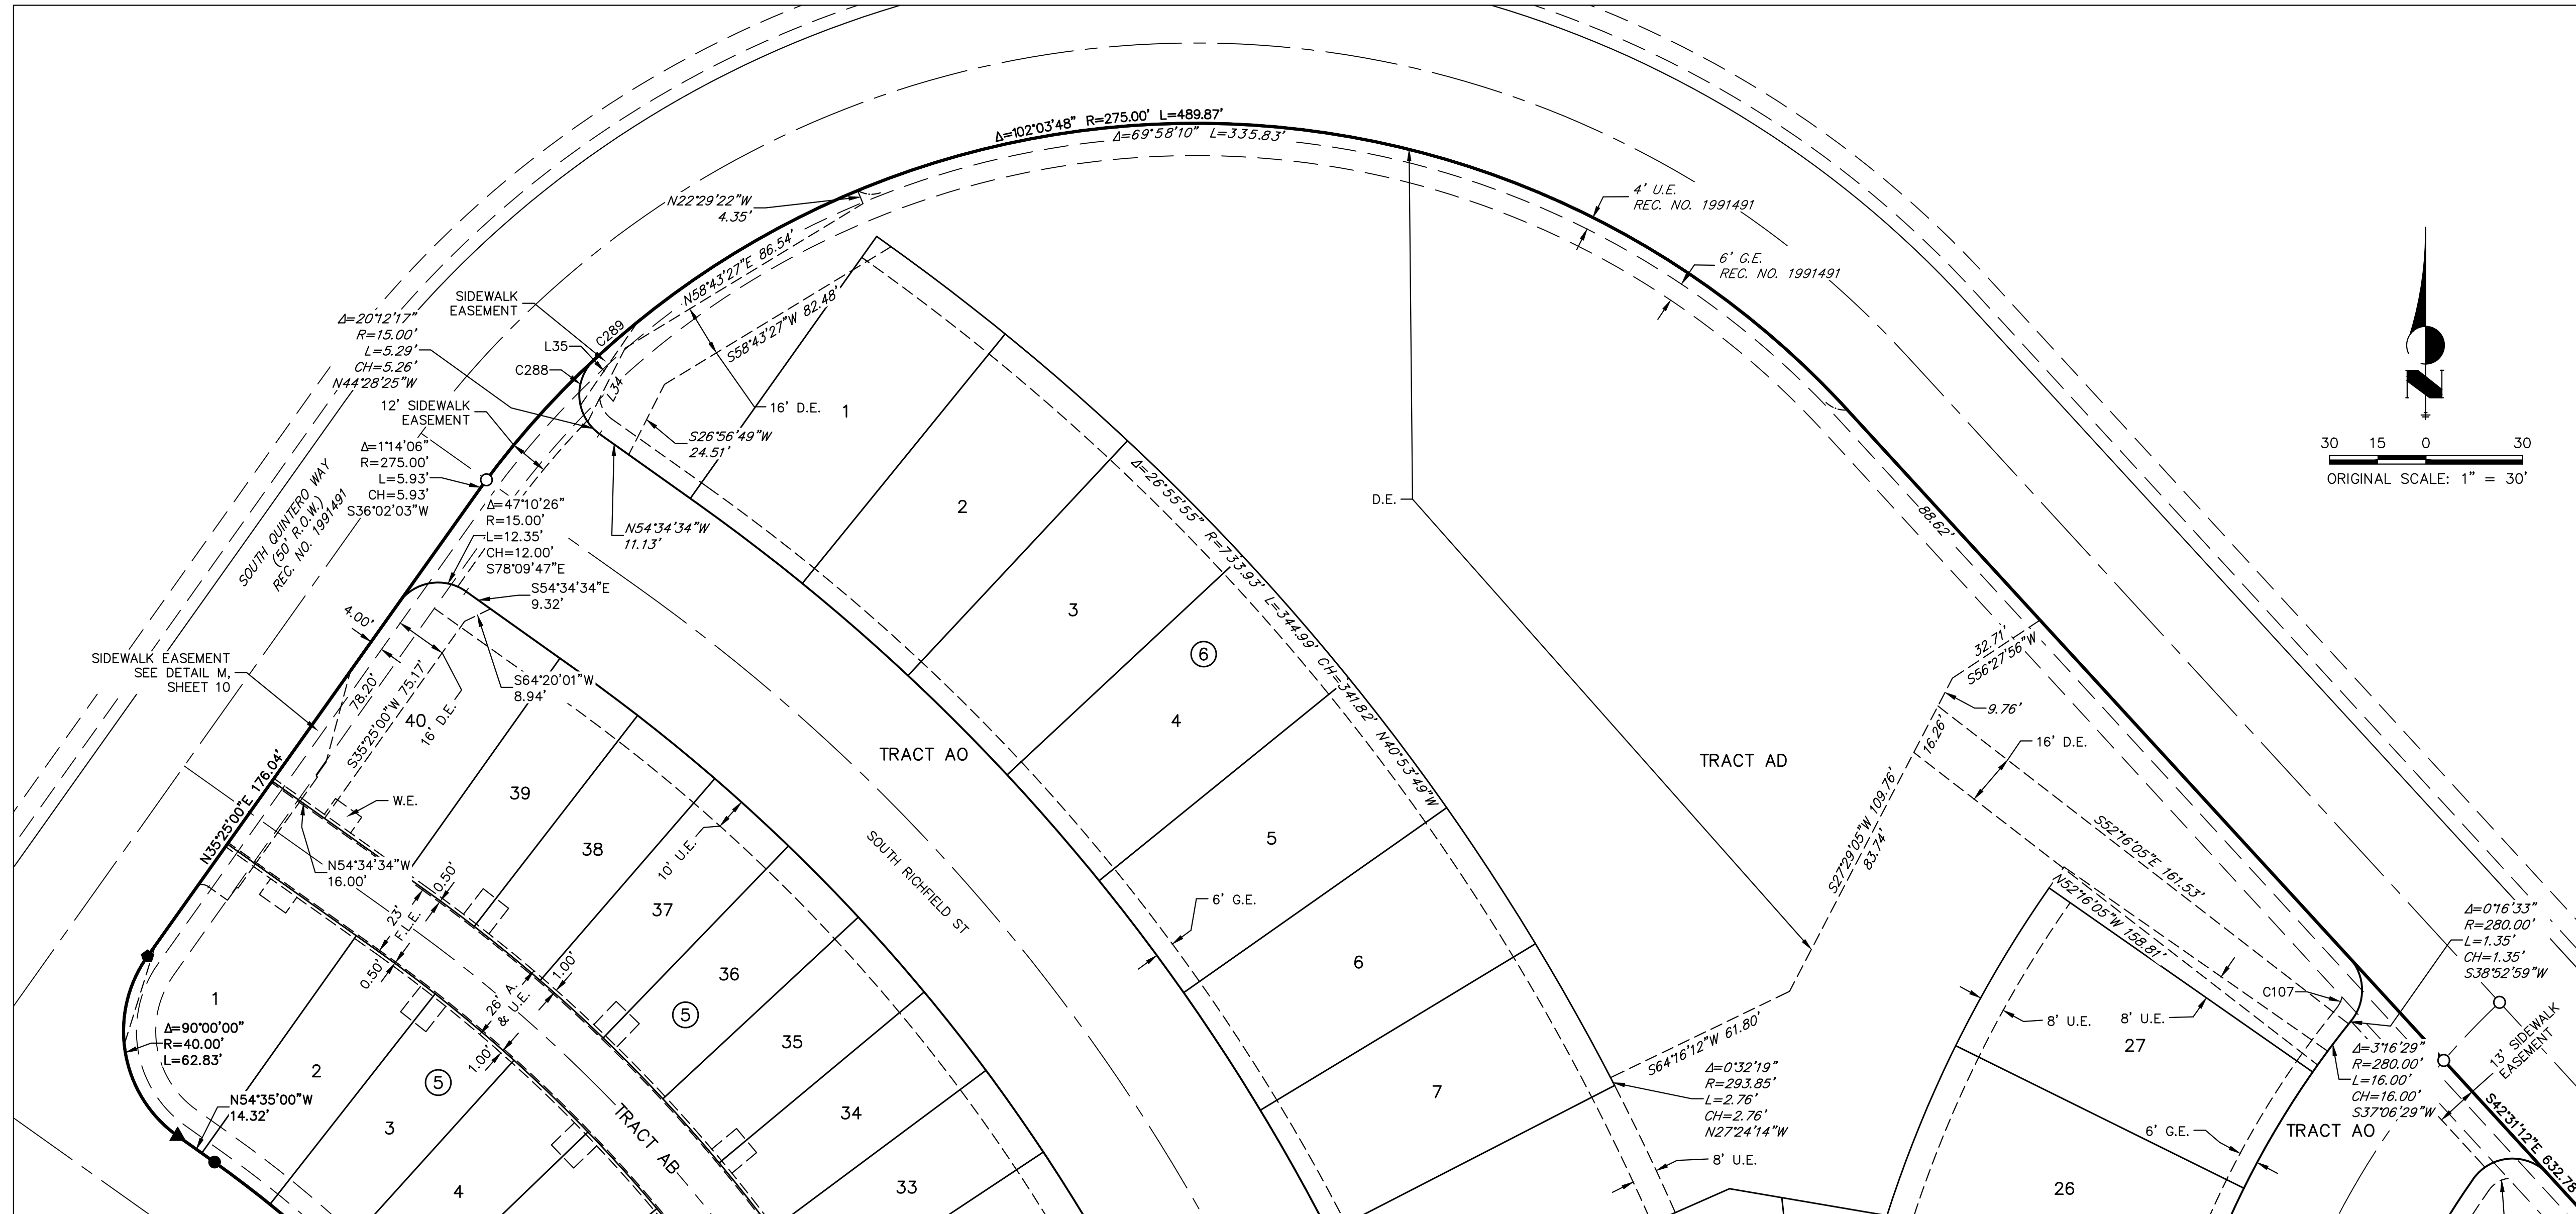 Δ=102°03'48" R=275.00' L=489.87'
Δ=69°58'10" L=335.83'
N22°29'22"W
4.35'
4' U.E.
REC. NO. 1991491
6' G.E.
REC. NO. 1991491
N
30 15 0 30
ORIGINAL SCALE: 1" = 30'
N58°43'27"E 86.54'
S58°43'27"W 82.48'
SIDEWALK
EASEMENT
C289
L35
C288
L34
Δ=20°12'17"
R=15.00'
L=5.29'
CH=5.26'
N44°28'25"W
12' SIDEWALK
EASEMENT
16' D.E.
1
S26°56'49"W
24.51'
Δ=1°14'06"
R=275.00'
L=5.93'
CH=5.93'
S36°02'03"W
SOUTH QUINTERO WAY
(50' R.O.W.)
REC. NO. 1991491
Δ=47°10'26"
R=15.00'
L=12.35'
CH=12.00'
S78°09'47"E
N54°34'34"W
11.13'
S54°34'34"E
9.32'
2
D.E.
Δ=26°55'55" R=733.93' L=344.99' CH=341.82' N40°53'49"W
88.62'
4.00'
3
6
SIDEWALK EASEMENT
SEE DETAIL M,
SHEET 10
78.20'
S35°25'00"W 75.17'
S64°20'01"W
8.94'
40
16' D.E.
4
32.71'
S56°27'56"W
9.76'
16.26'
16' D.E.
TRACT AO
TRACT AD
N35°25'00"E 176.04'
W.E.
39
38
5
SOUTH RICHFIELD ST
10' U.E.
S27°29'05"W 109.76'
83.74'
S52°16'05"E 161.53'
N52°16'05"W 158.81'
N54°34'34"W
16.00'
0.50'
23'
F.L.E.
0.50'
37
6' G.E.
36
6
Δ=0°16'33"
R=280.00'
L=1.35'
CH=1.35'
S38°52'59"W
1
1.00'
26' A.
& U.E.
1.00'
5
C107
8' U.E.
8' U.E.
27
13' SIDEWALK
EASEMENT
Δ=90°00'00"
R=40.00'
L=62.83'
2
5
35
S64°16'12"W 61.80'
7
Δ=0°32'19"
R=293.85'
L=2.76'
CH=2.76'
N27°24'14"W
Δ=3°16'29"
R=280.00'
L=16.00'
CH=16.00'
S37°06'29"W
N54°35'00"W
14.32'
3
TRACT AB
34
8' U.E.
6' G.E.
TRACT AO
S42°31'12"E 632.78
4
33
26